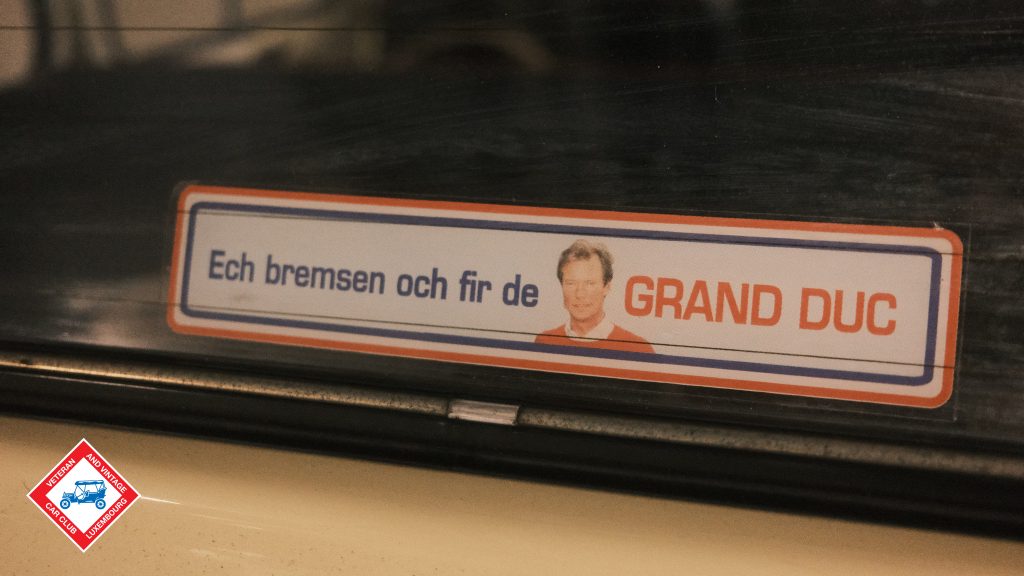 Ech bremsen och fir de GRAND DUC
VETERAN
AND VINTAGE
CAR CLUB
LUXEMBOURG